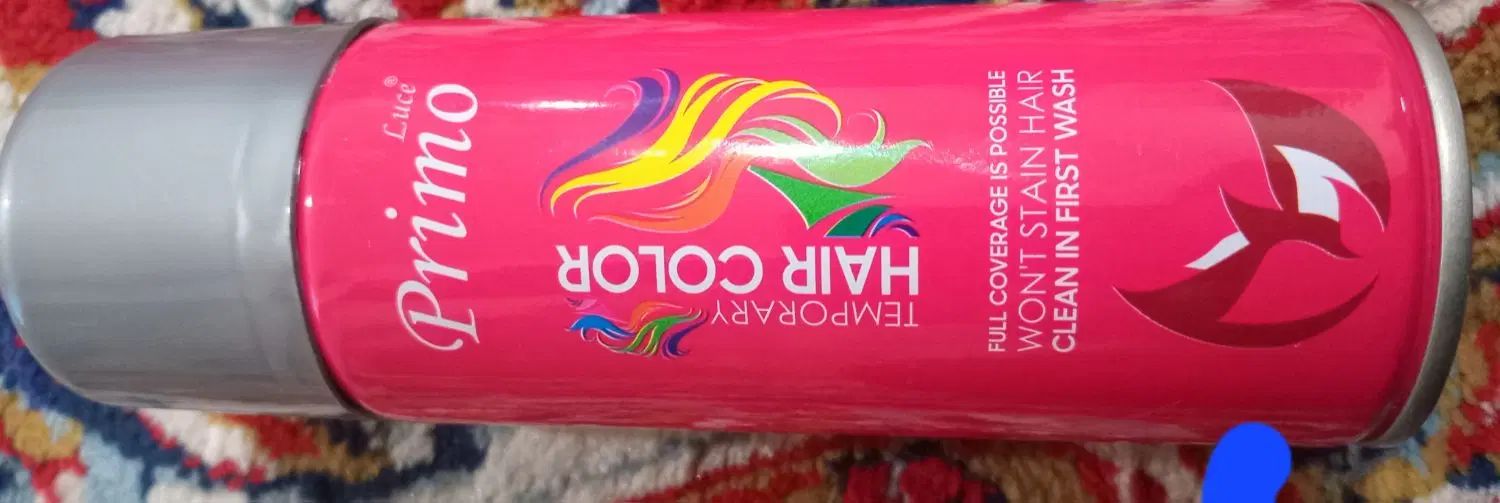 Luce®
Primo
TEMPORARY
HAIR COLOR
FULL COVERAGE IS POSSIBLE
WON'T STAIN HAIR
CLEAN IN FIRST WASH